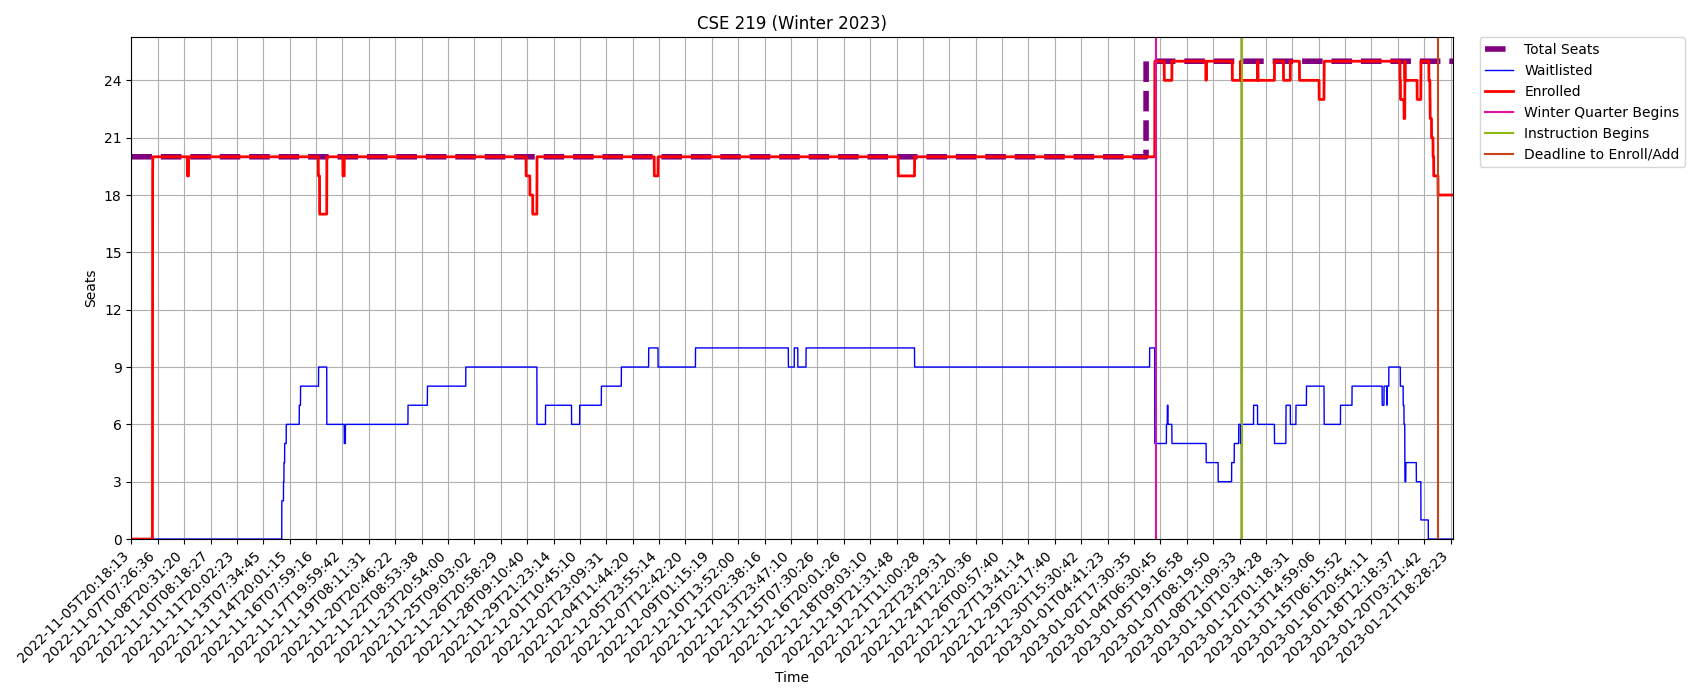 CSE 219 (Winter 2023)
Total Seats
Waitlisted
Enrolled
Winter Quarter Begins
Instruction Begins
Deadline to Enroll/Add
Seats
24
21
18
15
12
9
6
3
0
2022-11-05T20:18:13
2022-11-07T07:26:36
2022-11-08T20:31:20
2022-11-10T08:18:27
2022-11-11T20:02:23
2022-11-13T07:34:45
2022-11-14T20:01:15
2022-11-16T07:59:16
2022-11-17T19:59:42
2022-11-19T08:11:31
2022-11-20T20:46:22
2022-11-22T08:53:38
2022-11-23T20:54:00
2022-11-25T09:03:02
2022-11-26T20:58:29
2022-11-28T09:10:40
2022-11-29T21:23:14
2022-12-01T10:45:10
2022-12-02T23:09:31
2022-12-04T11:44:20
2022-12-05T23:55:14
2022-12-07T12:42:20
2022-12-09T01:15:19
2022-12-10T13:52:00
2022-12-12T02:38:16
2022-12-13T23:47:10
2022-12-15T07:30:26
2022-12-16T20:01:26
2022-12-18T09:03:10
2022-12-19T21:31:48
2022-12-21T11:00:28
2022-12-22T23:29:31
2022-12-24T12:20:36
2022-12-26T00:57:40
2022-12-27T13:41:14
2022-12-29T02:17:40
2022-12-30T15:30:42
2023-01-01T04:41:23
2023-01-02T17:30:35
2023-01-04T06:30:45
2023-01-05T19:16:58
2023-01-07T08:19:50
2023-01-08T21:09:33
2023-01-10T10:34:28
2023-01-12T01:18:31
2023-01-13T14:59:06
2023-01-15T06:15:52
2023-01-16T20:54:11
2023-01-18T12:18:37
2023-01-20T03:21:42
2023-01-21T18:28:23
Time